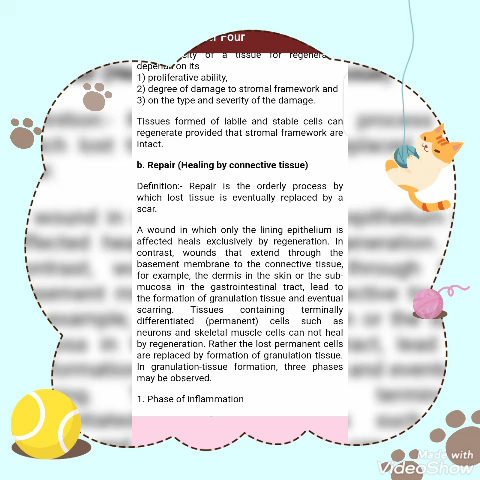 Four
of a tissue for
depend on its
1) proliferative ability,
2) degree of damage to stromal framework and
3) on the type and severity of the damage.
Tissues formed of labile and stable cells can
regenerate provided that stromal framework are
intact.
b. Repair (Healing by connective tissue)
Definition:- Repair is the orderly process by
which lost tissue is eventually replaced by a
scar.
A wound in which only the lining epithelium is
affected heals exclusively by regeneration. In
contrast, wounds that extend through the
basement membrane to the connective tissue,
for example, the dermis in the skin or the sub-
mucosa in the gastrointestinal tract, lead to
the formation of granulation tissue and eventual
scarring. Tissues containing terminally
differentiated (permanent) cells such as
neurons and skeletal muscle cells can not heal
by regeneration. Rather the lost permanent cells
are replaced by formation of granulation tissue.
In granulation-tissue formation, three phases
may be observed.
1. Phase of Inflammation
Made with
VideoShow